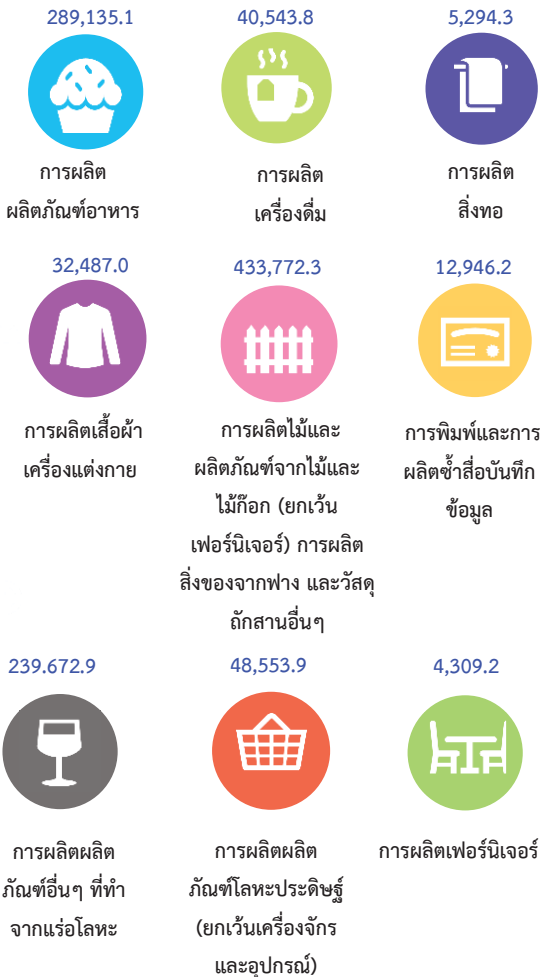 289,135.1
การผลิต
ผลิตภัณฑ์อาหาร
40,543.8
การผลิต
เครื่องดื่ม
5,294.3
การผลิต
สิ่งทอ
32,487.0
การผลิตเสื้อผ้า
เครื่องแต่งกาย
433,772.3
การผลิตไม้และ
ผลิตภัณฑ์จากไม้และ
ไม้ก๊อก (ยกเว้น
เฟอร์นิเจอร์) การผลิต
สิ่งของจากฟาง และวัสดุ
ถักสานอื่นๆ
12,946.2
การพิมพ์และการ
ผลิตซ้ำสื่อบันทึก
ข้อมูล
239.672.9
การผลิตผลิต
ภัณฑ์อื่นๆ ที่ทำ
จากแร่อโลหะ
48,553.9
การผลิตผลิต
ภัณฑ์โลหะประดิษฐ์
(ยกเว้นเครื่องจักร
และอุปกรณ์)
4,309.2
การผลิตเฟอร์นิเจอร์